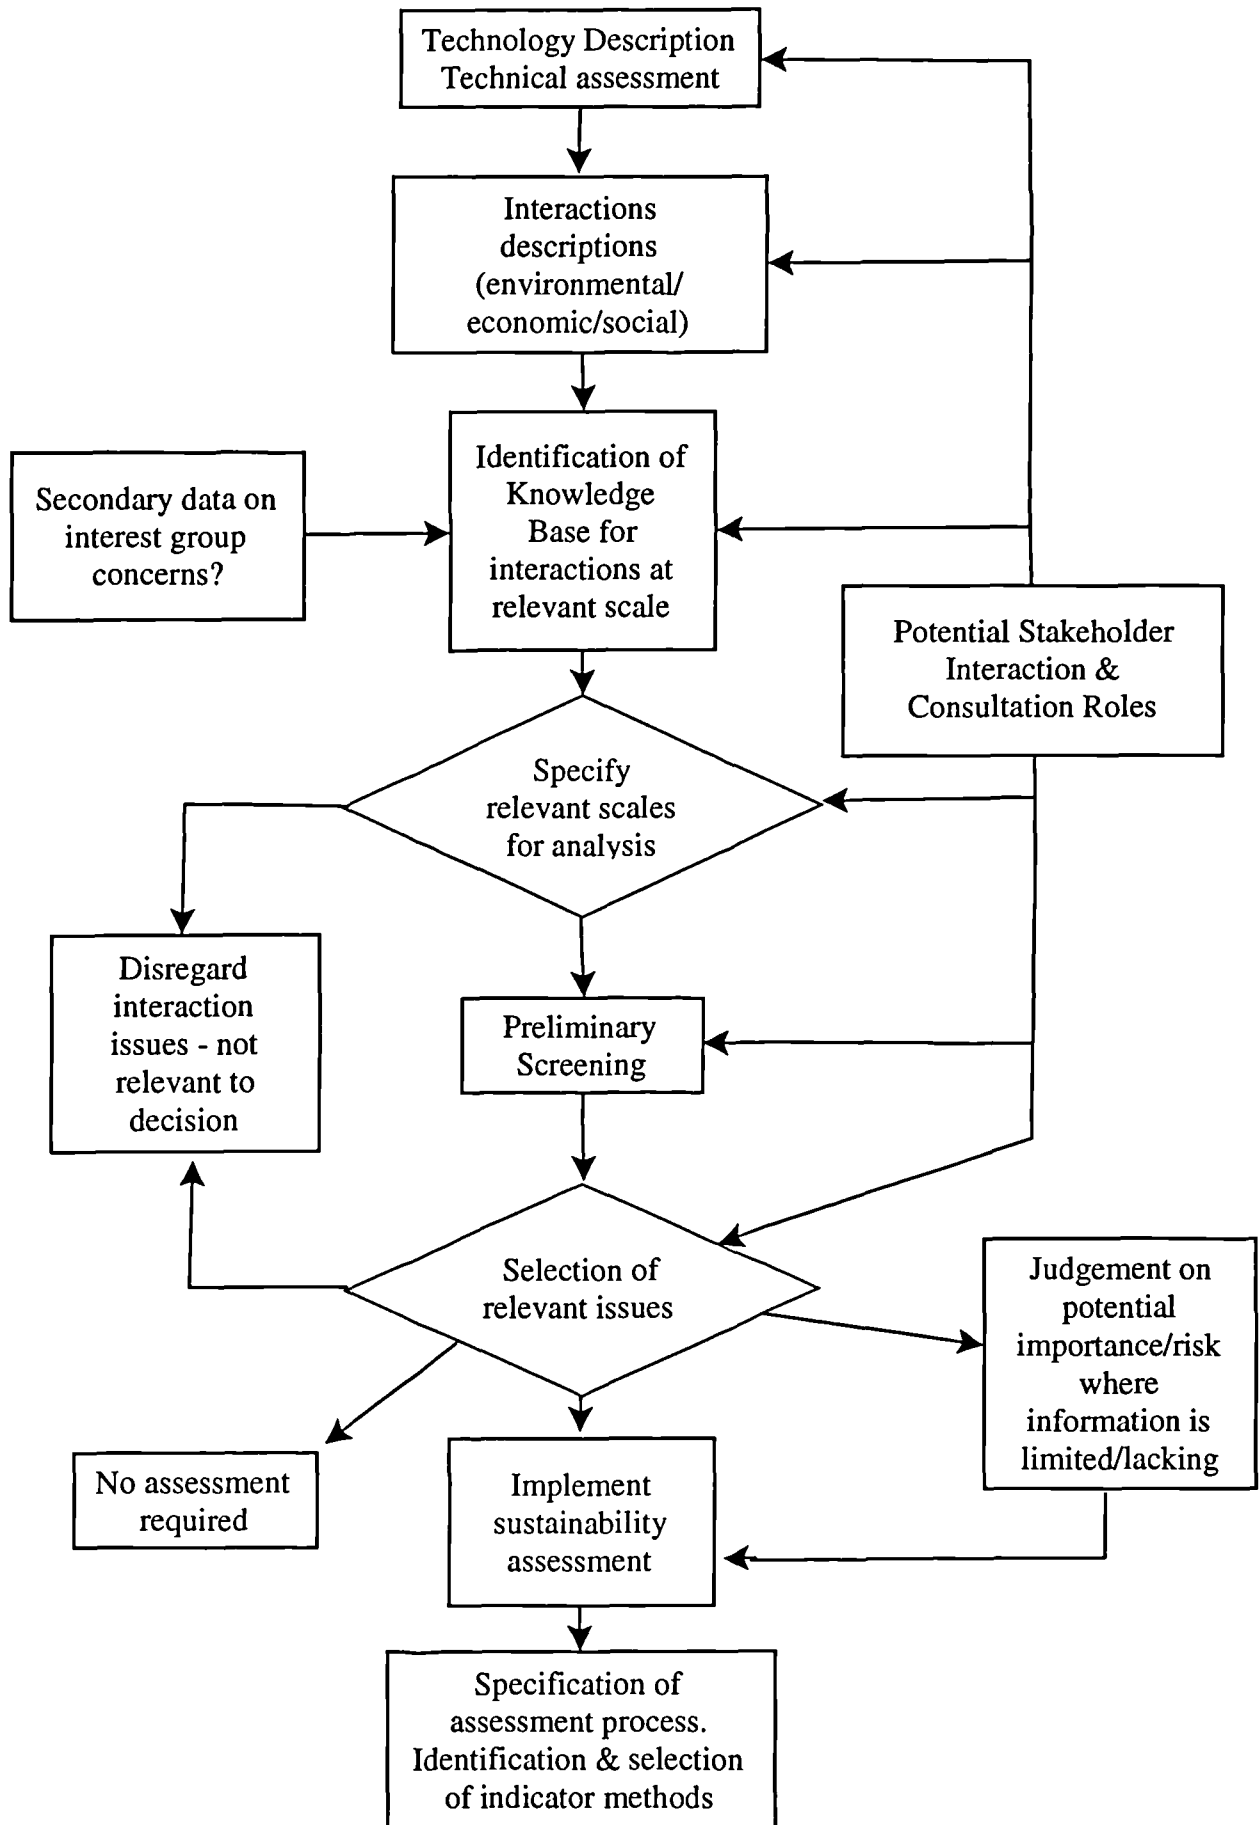 Technology Description
Technical assessment
Interactions
descriptions
(environmental/
economic/social)
Identification of
Knowledge
Base for
interactions at
relevant scale
Secondary data on
interest group
concerns?
Potential Stakeholder
Interaction &
Consultation Roles
Specify
relevant scales
for analysis
Disregard
interaction
issues - not
relevant to
decision
Preliminary
Screening
Selection of
relevant issues
Judgement on
potential
importance/risk
where
information is
limited/lacking
No assessment
required
Implement
sustainability
assessment
Specification of
assessment process.
Identification & selection
of indicator methods